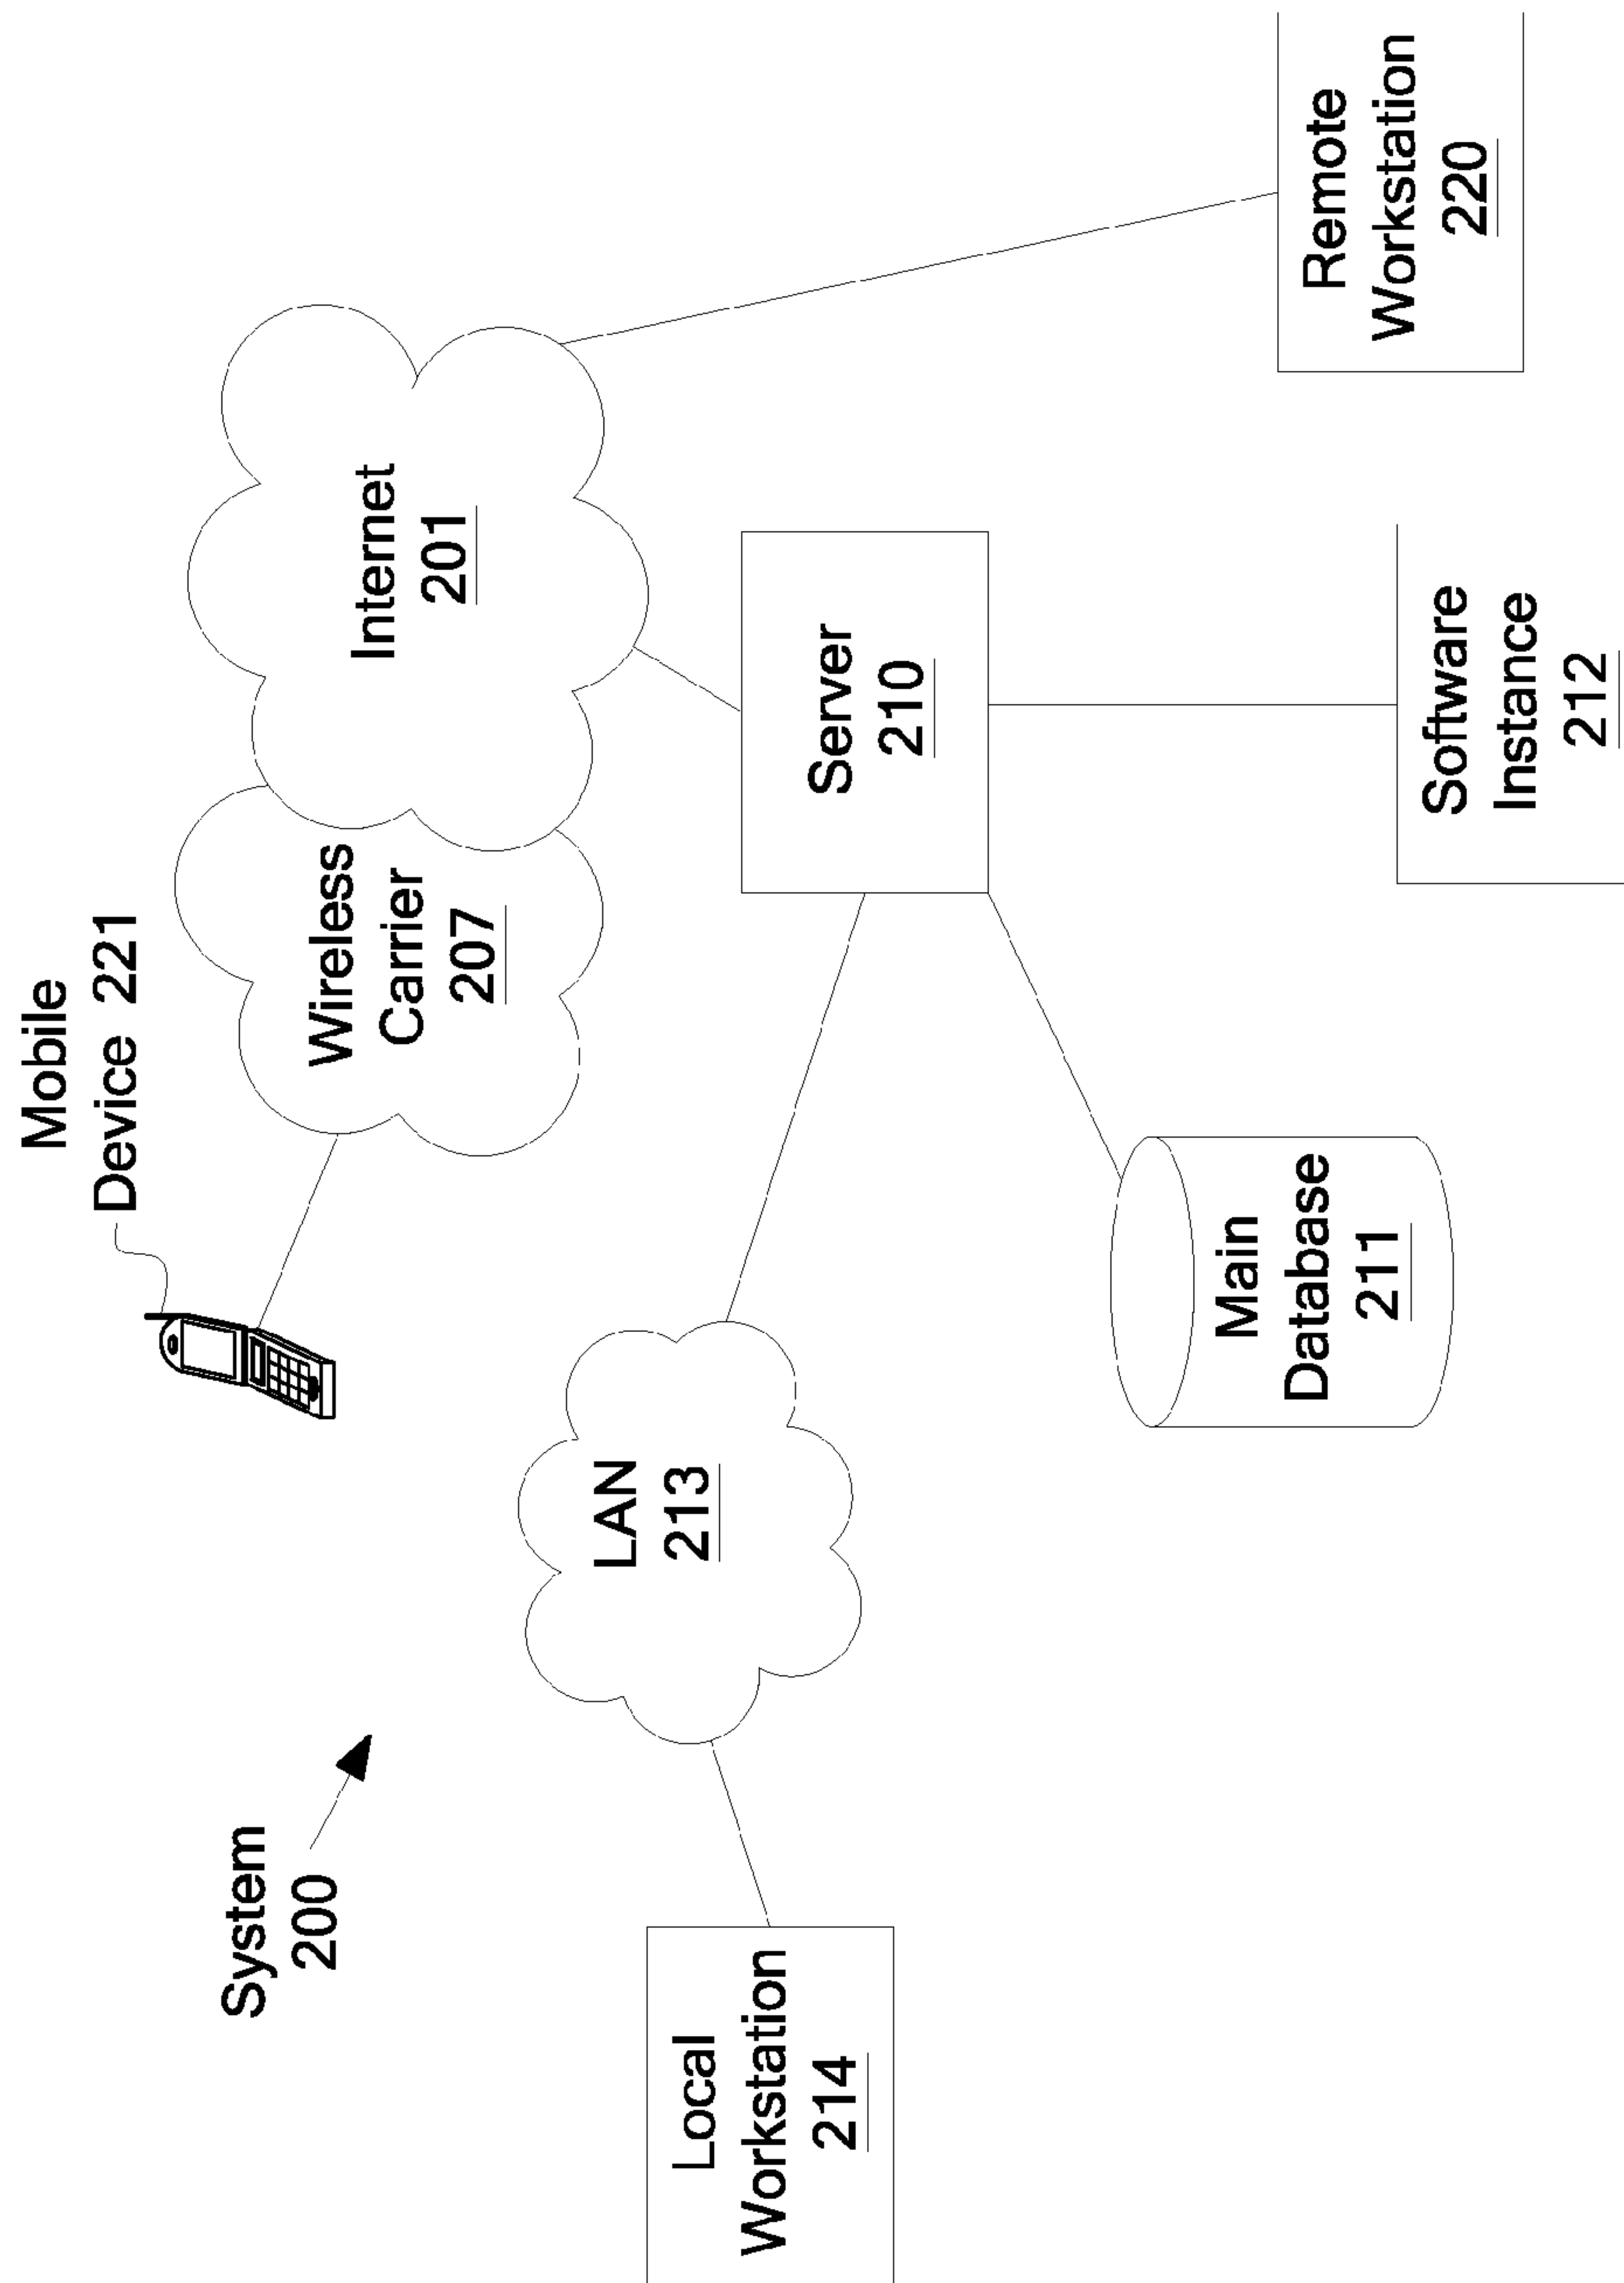 System
200
Mobile
Device 221
Wireless
Carrier
207
Internet
201
Local
Workstation
214
LAN
213
Server
210
Main
Database
211
Software
Instance
212
Remote
Workstation
220